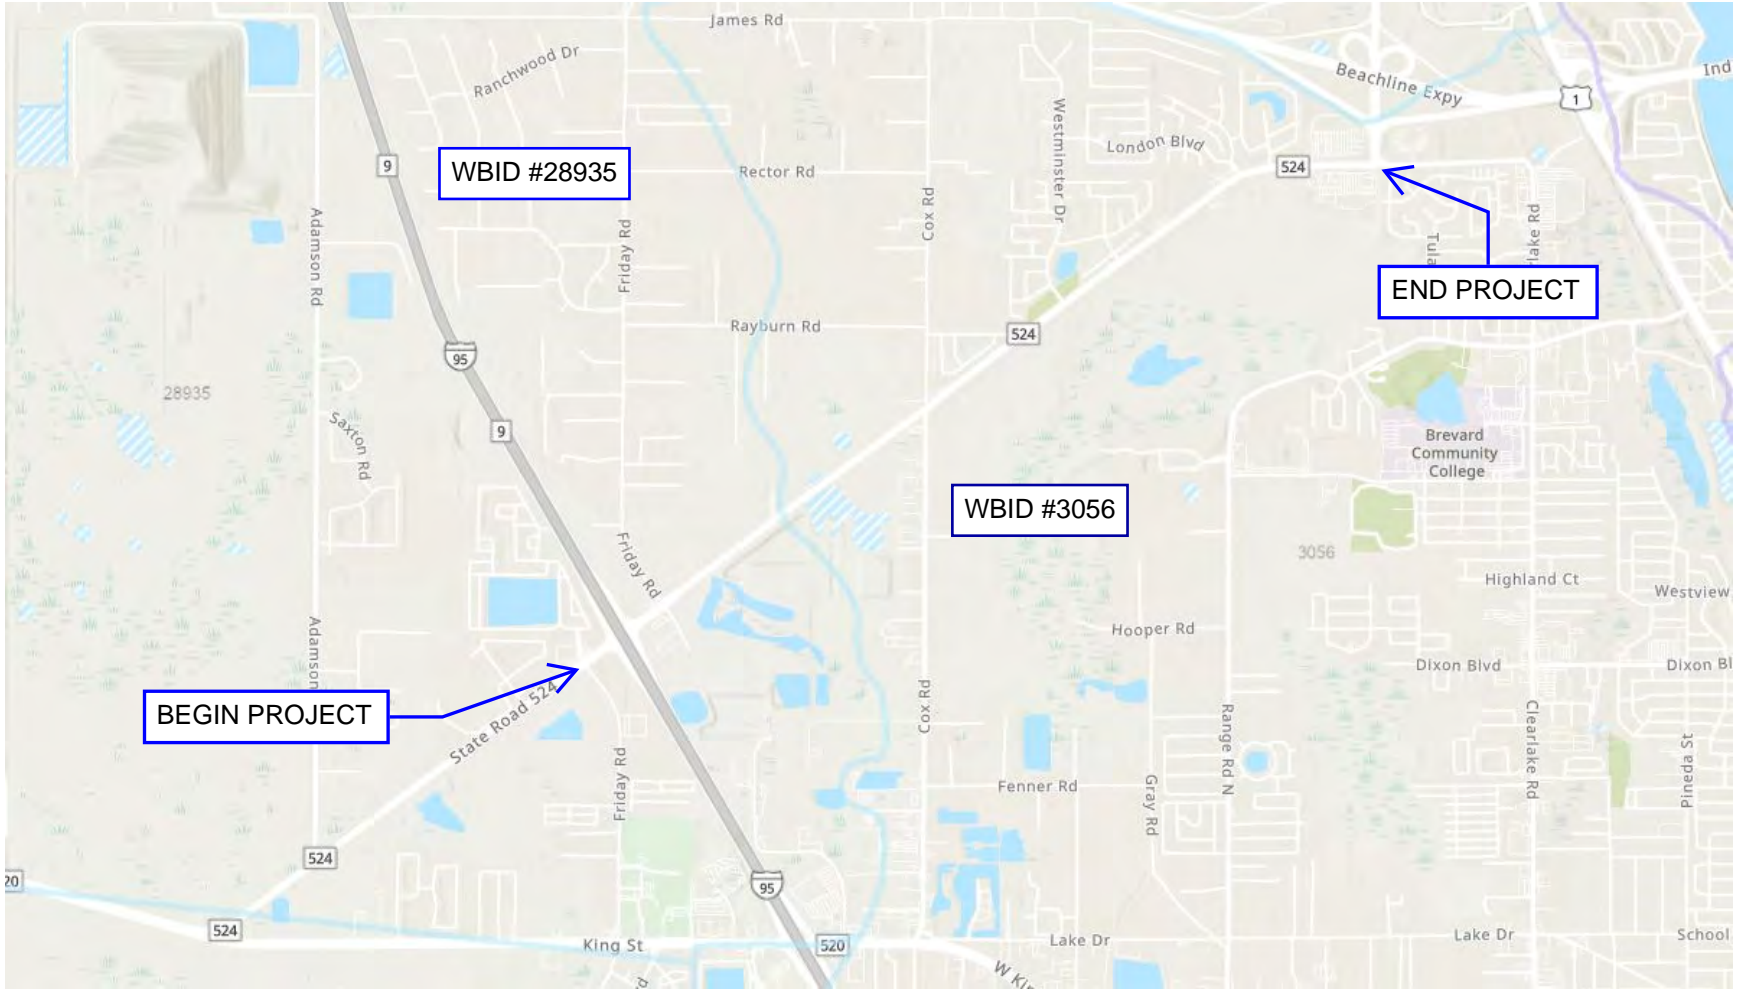 James Rd
Ranchwood Dr
Beachline Expy
Ind
1
Westminster Dr
London Blvd
9
WBID #28935
Rector Rd
524
Adamson Rd
Friday Rd
Cox Rd
Tula
rlake Rd
END PROJECT
Rayburn Rd
524
95
28935
Saxton Rd
9
Brevard
Community
College
WBID #3056
3056
Friday Rd
Highland Ct
Westview
Hooper Rd
Adamson
Dixon Blvd
Dixon Bl
BEGIN PROJECT
State Road 524
Cox Rd
Range Rd N
Clearlake Rd
Pineda St
Friday Rd
Fenner Rd
Gray Rd
524
20
95
524
King St
520
Lake Dr
Lake Dr
School
W Kin
d